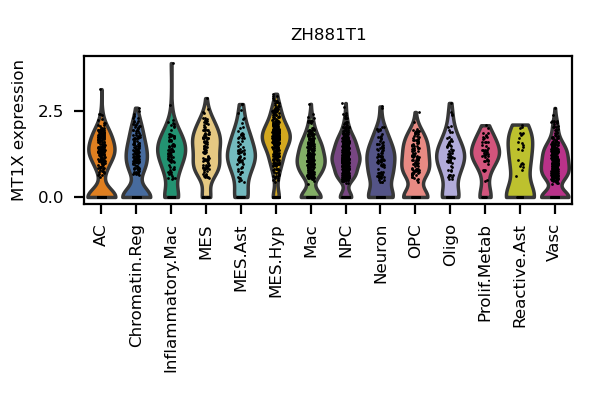 ZH881T1
MT1X expression
2.5
0.0
AC
Chromatin.Reg
Inflammatory.Mac
MES
MES.Ast
MES.Hyp
Mac
NPC
Neuron
OPC
Oligo
Prolif.Metab
Reactive.Ast
Vasc